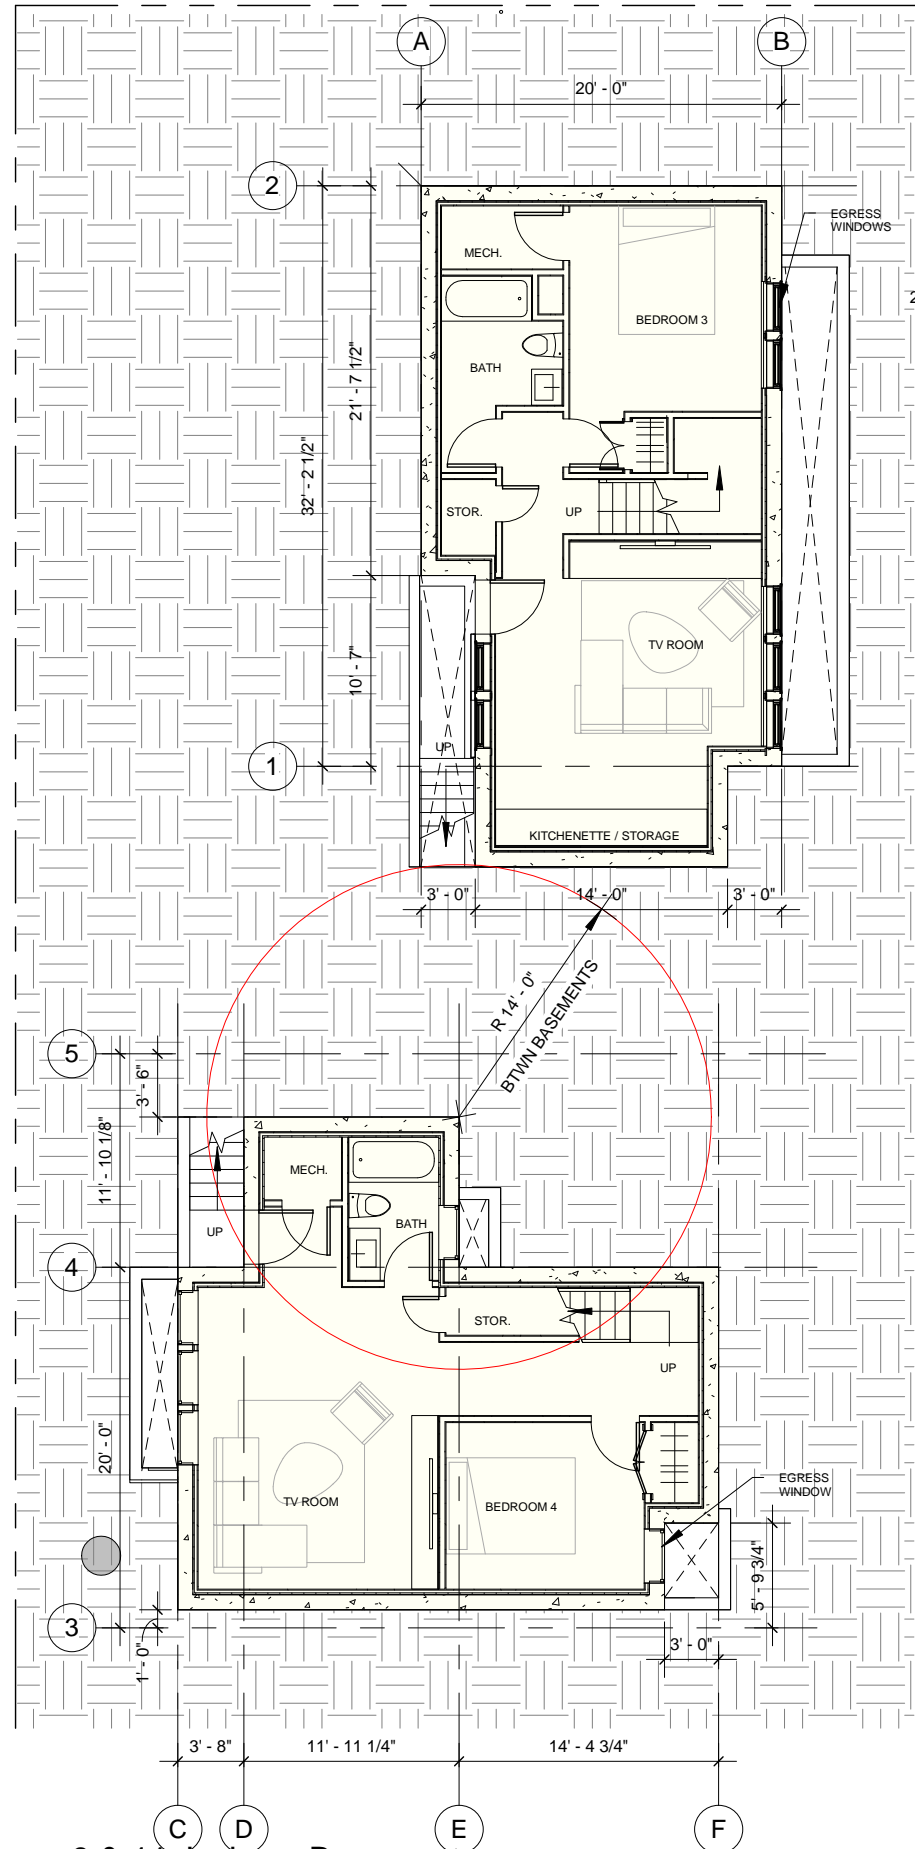 A
B
20' - 0"
2
EGRESS
WINDOWS
MECH.
2
BEDROOM 3
BATH
21' - 7 1/2"
32' - 2 1/2"
STOR.
UP
TV ROOM
10' - 7"
UP
1
KITCHENETTE / STORAGE
3' - 0"
14' - 0"
3' - 0"
R 14' - 0"
BTWN BASEMENTS
5
3' - 6"
11' - 10 1/8"
MECH.
BATH
UP
4
STOR.
UP
20' - 0"
TV ROOM
BEDROOM 4
EGRESS
WINDOW
5' - 9 3/4"
3
1' - 0"
3' - 0"
3' - 8"
11' - 11 1/4"
14' - 4 3/4"
C
D
E
F